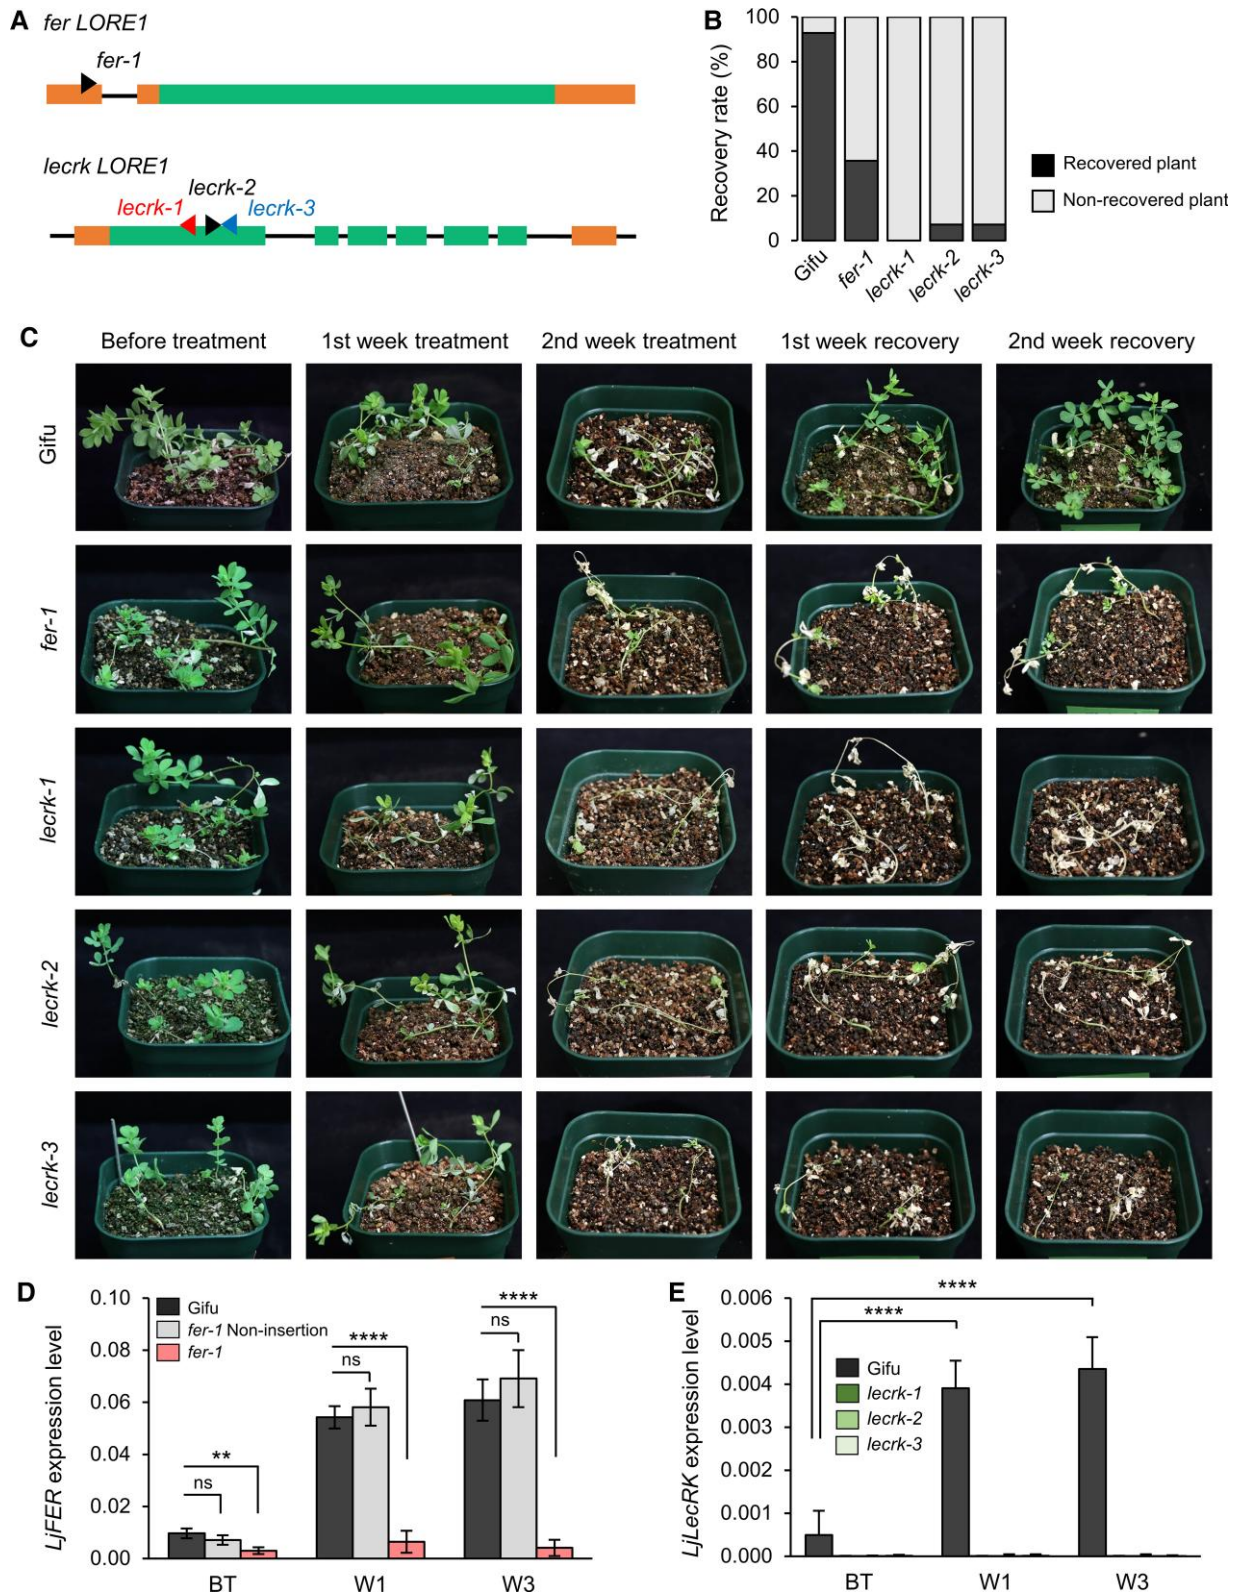 A
fer LORE1
fer-1
lecrk LORE1
lecrk-2
lecrk-1
lecrk-3
B
Recovery rate (%)
100
80
60
40
20
0
Gifu
fer-1
lecrk-1
lecrk-2
lecrk-3
Recovered plant
Non-recovered plant
C
Before treatment
1st week treatment
2nd week treatment
1st week recovery
2nd week recovery
Gifu
fer-1
lecrk-1
lecrk-2
lecrk-3
D
LjFER expression level
0.10
0.08
0.06
0.04
0.02
0.00
Gifu
fer-1 Non-insertion
fer-1
**
ns
****
ns
****
ns
BT
W1
W3
E
LjLecRK expression level
0.006
0.005
0.004
0.003
0.002
0.001
0.000
****
****
Gifu
lecrk-1
lecrk-2
lecrk-3
BT
W1
W3